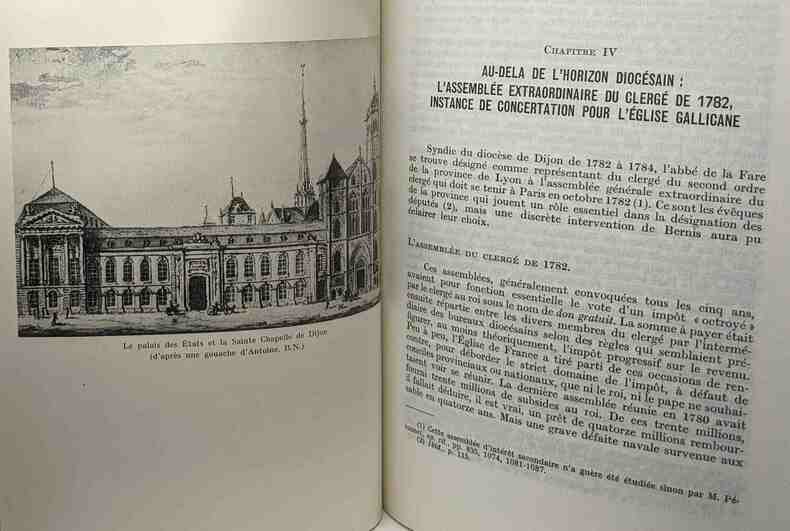 Le palais des États et la Sainte Chapelle de Dijon
(d'après une gouache d'Antoine. B.N.)
CHAPITRE IV
AU-DELA DE L'HORIZON DIOCÉSAIN :
L'ASSEMBLÉE EXTRAORDINAIRE DU CLERGÉ DE 1782,
INSTANCE DE CONCERTATION POUR L'ÉGLISE GALLICANE
Syndic du diocèse de Dijon de 1782 à 1784, l'abbé de la Fare
se trouve désigné comme représentant du clergé du second ordre
de la province de Lyon à l'assemblée générale extraordinaire du
clergé qui doit se tenir à Paris en octobre 1782 (1). Ce sont les évêques
de la province qui jouent un rôle essentiel dans la désignation des
députés (2), mais une discrète intervention de Bernis aura pu
éclairer leur choix.
L'ASSEMBLÉE DU CLERGÉ DE 1782.
Ces assemblées, généralement convoquées tous les cinq ans,
avaient pour fonction essentielle le vote d'un impôt « octroyé »
par le clergé au roi sous le nom de don gratuit. La somme à payer était
ensuite répartie entre les divers membres du clergé par l'intermé-
diaire des bureaux diocésains selon des règles qui semblaient pré-
figurer, au moins théoriquement, l'impôt progressif sur le revenu.
Peu à peu, l'Église de France a tiré parti de ces occasions de ren-
contre, pour déborder le strict domaine de l'impôt, à défaut de
conciles provinciaux ou nationaux, que ni le roi, ni le pape ne souhai-
taient voir se réunir. La dernière assemblée réunie en 1780 avait
fourni trente millions de subsides au roi. De ces trente millions,
il fallait déduire, il est vrai, un prêt de quatorze millions rembour-
sable en quatorze ans. Mais une grave défaite navale survenue aux
(1) Cette assemblée d'intérêt secondaire n'a guère été étudiée sinon par M. Pé-
ronnet, op. cit., pp. 835, 1074, 1081-1087.
(2) Ibid., p. 115.